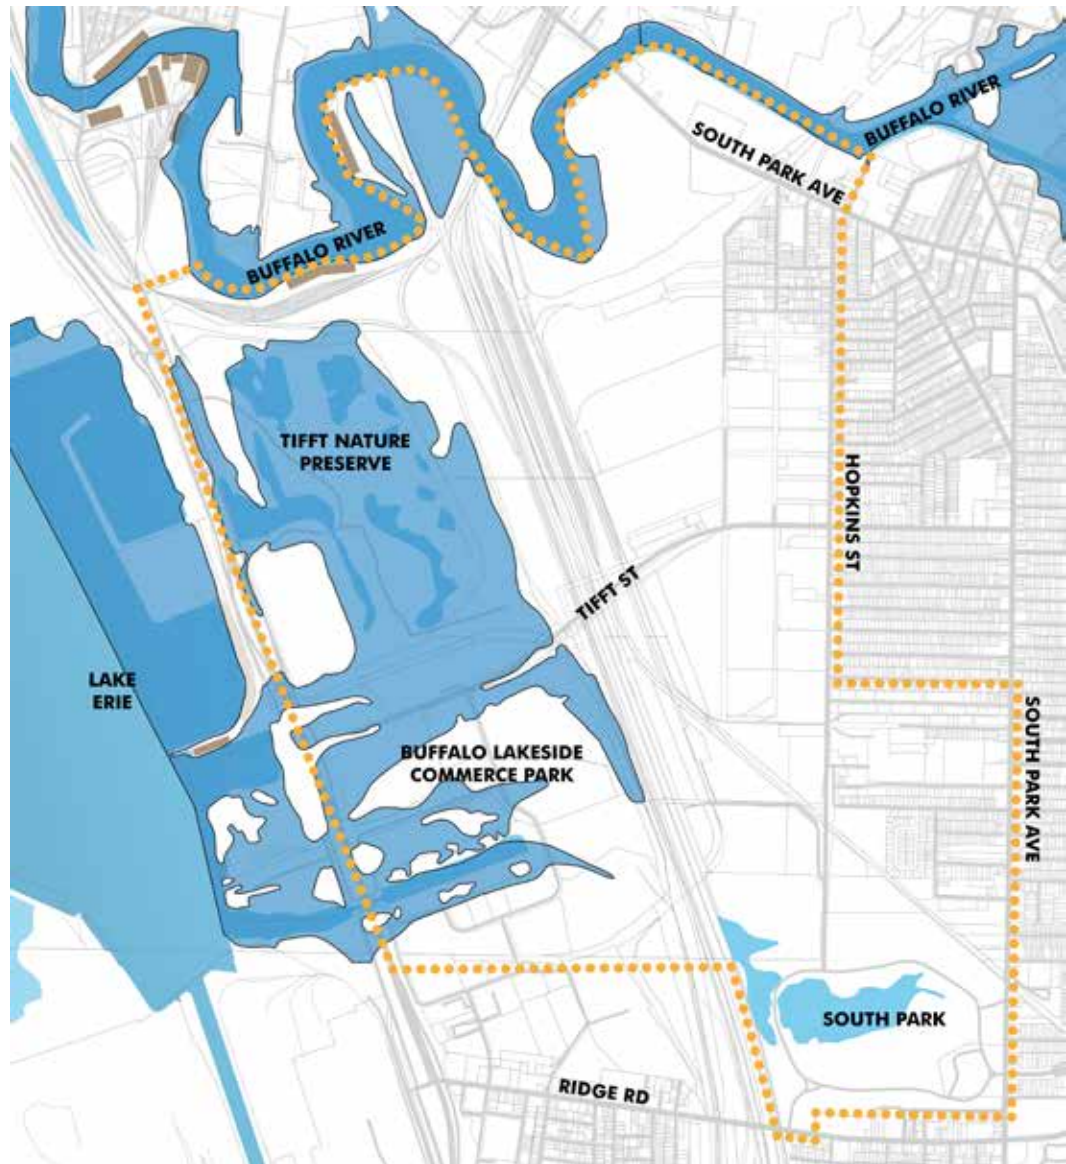 BUFFALO RIVER
SOUTH PARK AVE
BUFFALO RIVER
TIFFT NATURE
PRESERVE
HOPKINS ST
TIFFT ST
LAKE
ERIE
BUFFALO LAKESIDE
COMMERCE PARK
SOUTH PARK AVE
SOUTH PARK
RIDGE RD